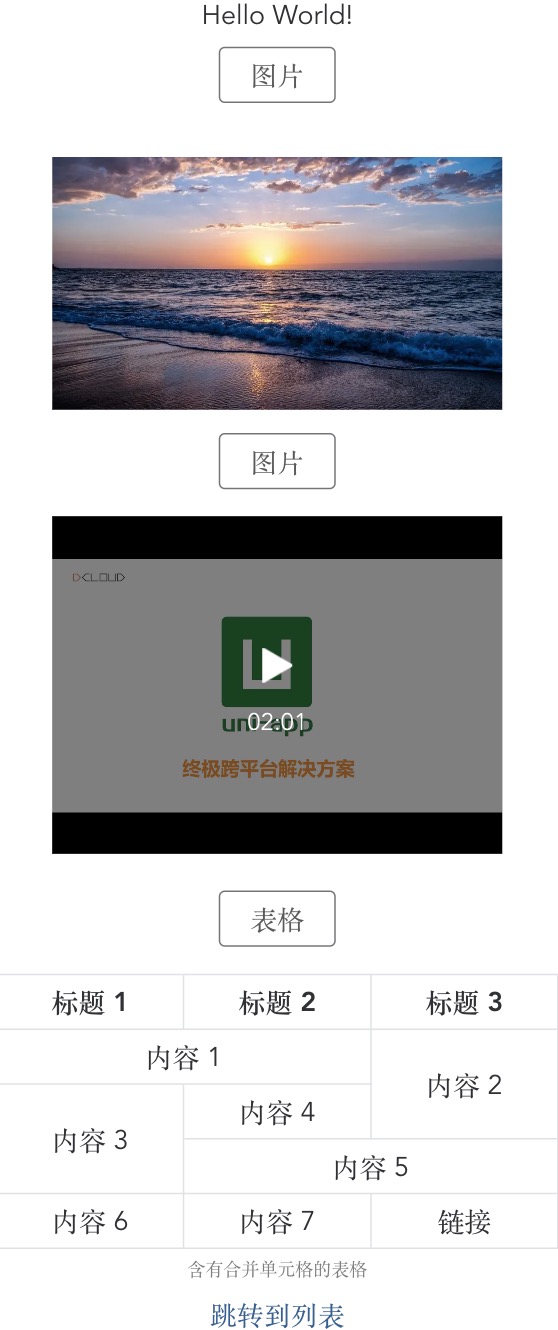 Hello World!
图片
图片
DCLOUD
02:01
uni-app
终极跨平台解决方案
表格
标题 1 标题 2 标题 3
内容 1
内容 2
内容 4
内容 3
内容 5
内容 6 内容 7 链接
含有合并单元格的表格
跳转到列表